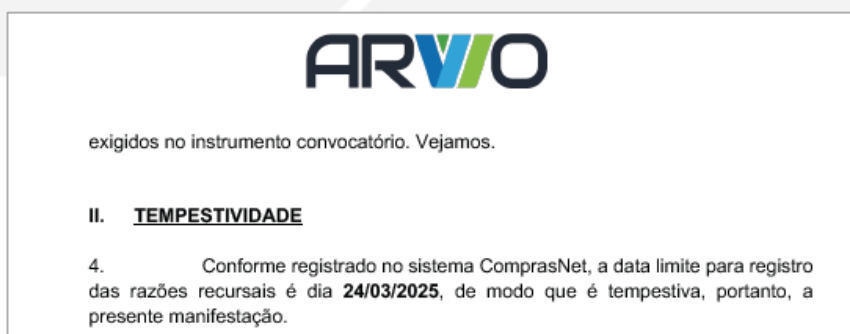 ARVVO
exigidos no instrumento convocatório. Vejamos.
II. TEMPESTIVIDADE
4. Conforme registrado no sistema ComprasNet, a data limite para registro
das razões recursais é dia 24/03/2025, de modo que é tempestiva, portanto, a
presente manifestação.